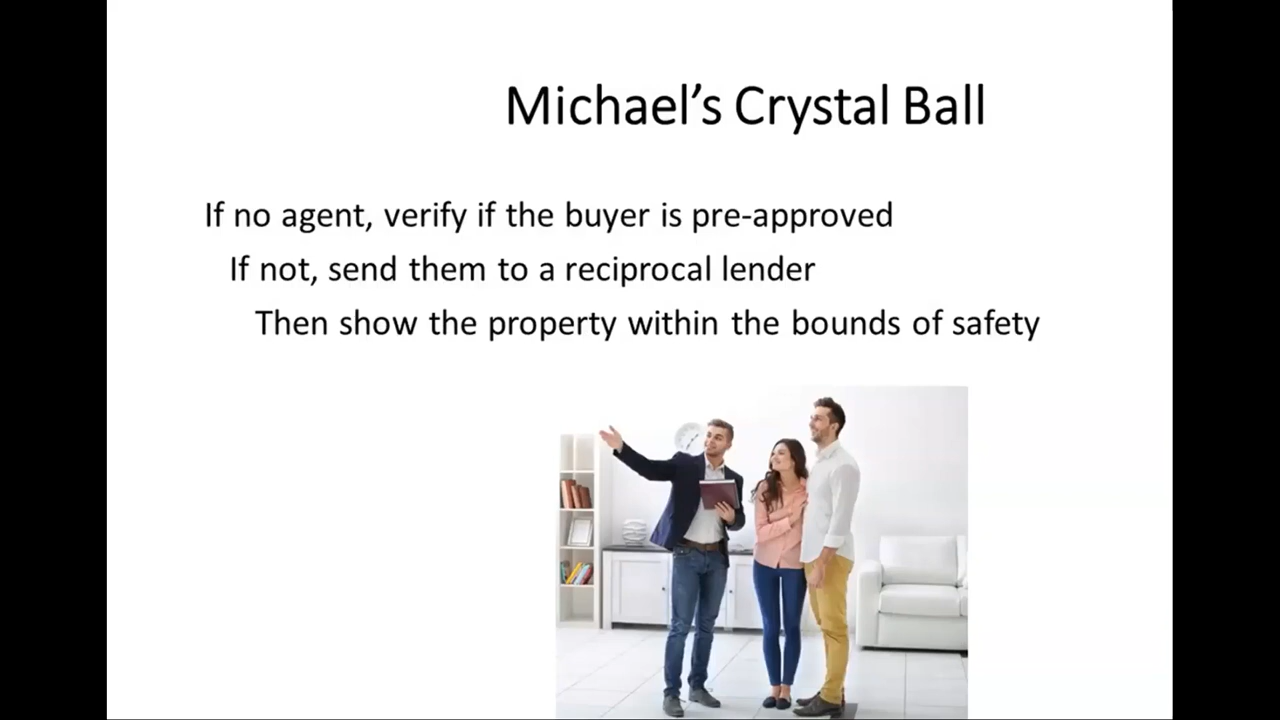 Michael’s Crystal Ball
If no agent, verify if the buyer is pre-approved
If not, send them to a reciprocal lender
Then show the property within the bounds of safety